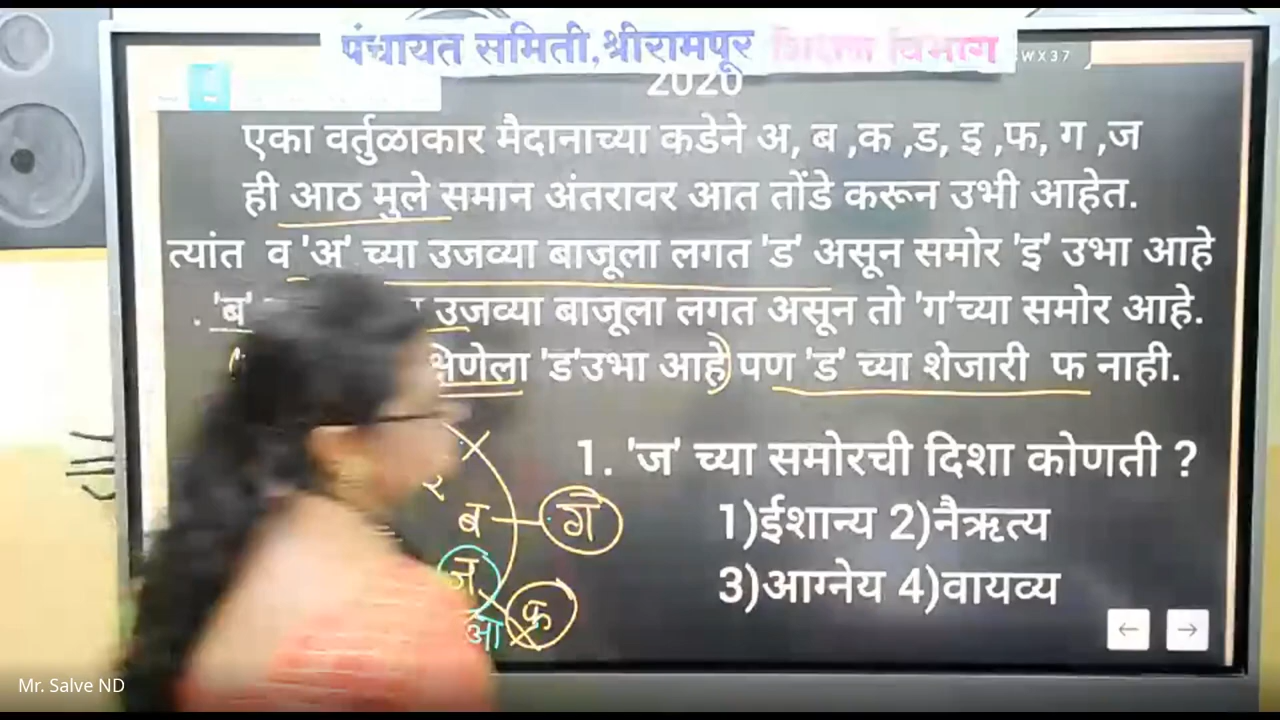 पंचायत समिती,श्रीरामपूर शिक्षण विभाग
WX37
2020
एका वर्तुळाकार मैदानाच्या कडेने अ, ब ,क ,ड, इ ,फ, ग ,ज
ही आठ मुले समान अंतरावर आत तोंडे करून उभी आहेत.
त्यांत व 'अ' च्या उजव्या बाजूला लगत 'ड' असून समोर 'इ' उभा आहे
. 'ब' उजव्या बाजूला लगत असून तो 'ग'च्या समोर आहे.
क्षिणेला 'ड'उभा आहे पण 'ड' च्या शेजारी फ नाही.
1. 'ज' च्या समोरची दिशा कोणती ?
1)ईशान्य 2)नैऋत्य
3)आग्नेय 4)वायव्य
ब ग
ज
आ
← →
Mr. Salve ND